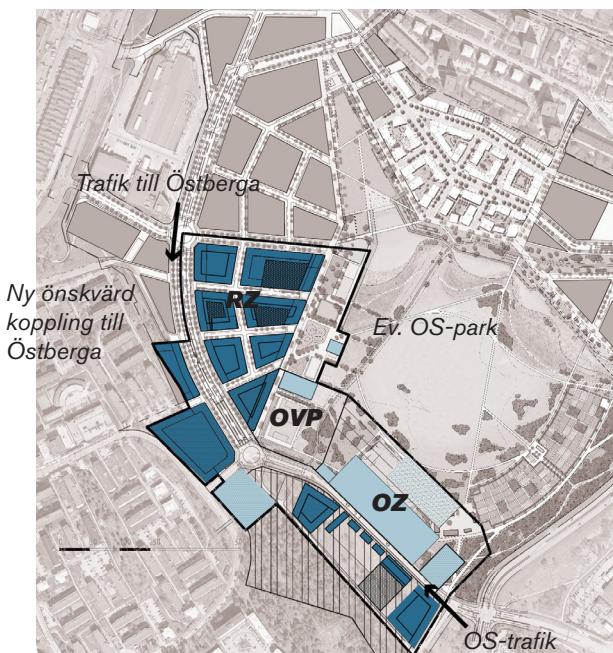 Trafik till Östberga
RZ
Ny önskvärd
koppling till
Östberga
Ev. OS-park
OVP
OZ
OS-trafik